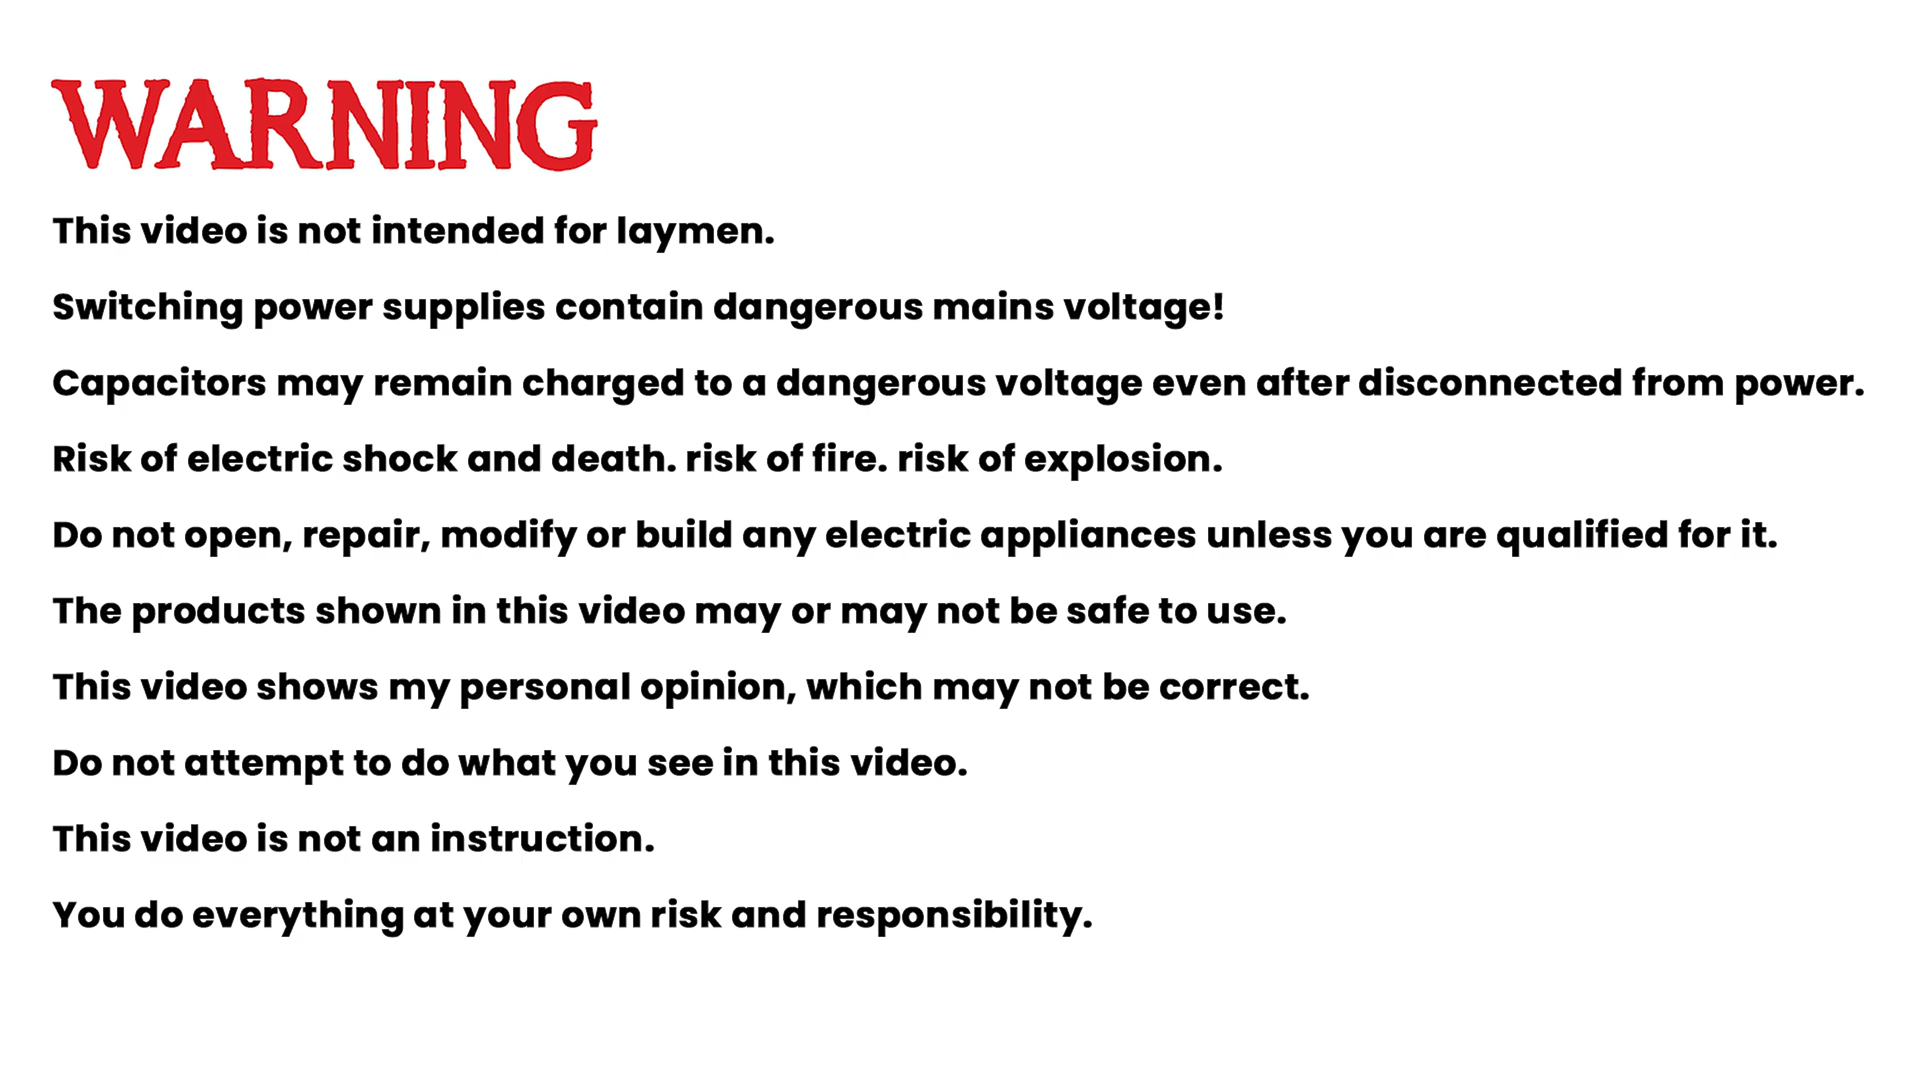 WARNING
This video is not intended for laymen.
Switching power supplies contain dangerous mains voltage!
Capacitors may remain charged to a dangerous voltage even after disconnected from power.
Risk of electric shock and death. risk of fire. risk of explosion.
Do not open, repair, modify or build any electric appliances unless you are qualified for it.
The products shown in this video may or may not be safe to use.
This video shows my personal opinion, which may not be correct.
Do not attempt to do what you see in this video.
This video is not an instruction.
You do everything at your own risk and responsibility.